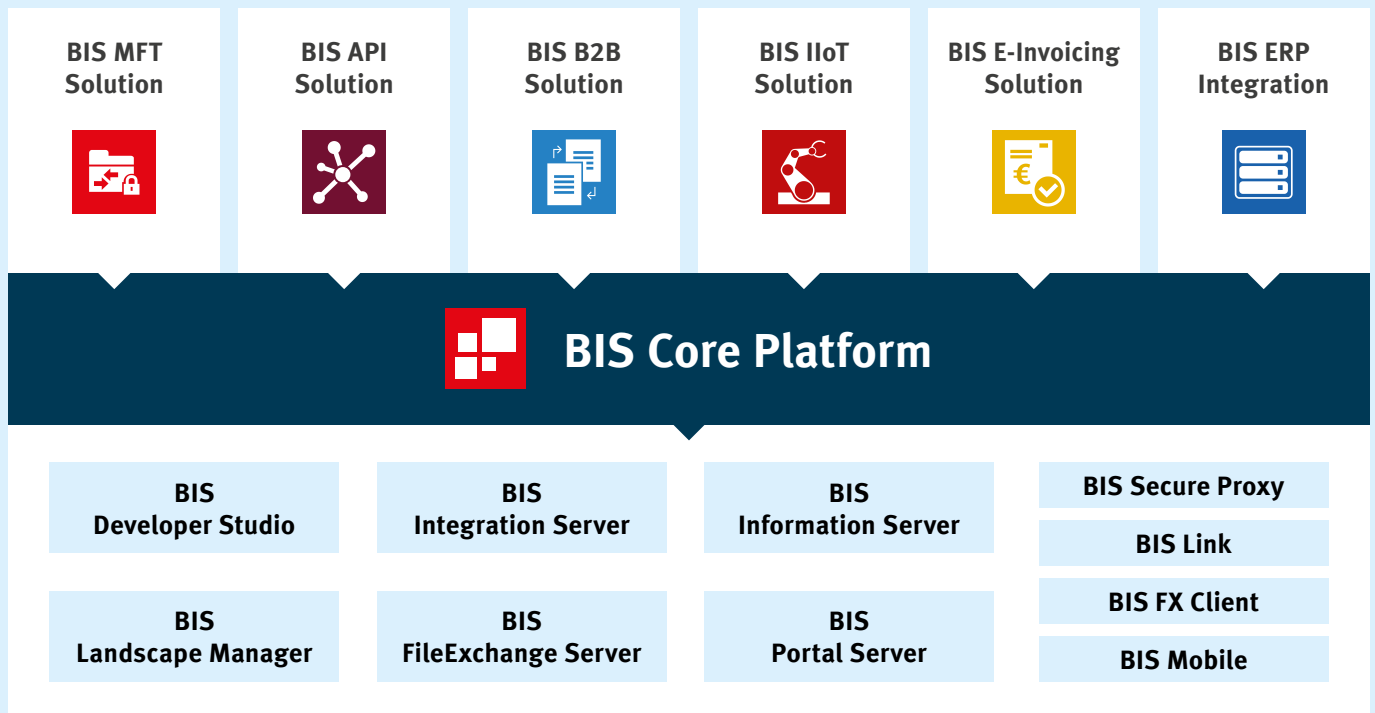 BIS MFT
Solution
BIS API
Solution
BIS B2B
Solution
BIS IIoT
Solution
BIS E-Invoicing
Solution
BIS ERP
Integration
€
BIS Core Platform
BIS
Developer Studio
BIS
Integration Server
BIS
Information Server
BIS Secure Proxy
BIS Link
BIS FX Client
BIS Mobile
BIS
Landscape Manager
BIS
FileExchange Server
BIS
Portal Server